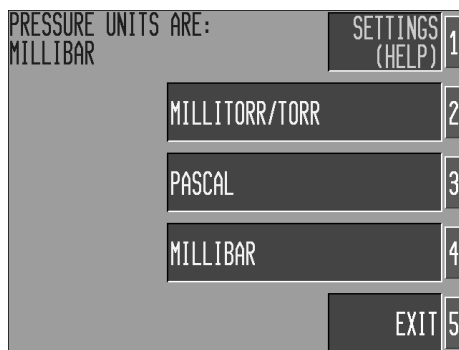 PRESSURE UNITS ARE:
MILLIBAR
SETTINGS
(HELP)
1
MILLITORR/TORR
2
PASCAL
3
MILLIBAR
4
EXIT
5